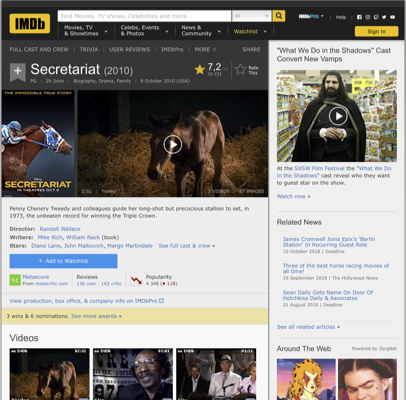 IMDb
Find Movies, TV shows, Celebrities and more...
All
IMDbPro
Help
Movies, TV & Showtimes
Celebs, Events & Photos
News & Community
Watchlist
Sign in
FULL CAST AND CREW | TRIVIA | USER REVIEWS | IMDbPro | MORE
SHARE
Secretariat (2010)
PG | 2h 3min | Biography, Drama, Family | 8 October 2010 (USA)
7,2
Rate This
THE IMPOSSIBLE TRUE STORY
SECRETARIAT
IN THEATRES OCT 8
2:32 | Trailer
7 VIDEOS | 87 IMAGES
Penny Chenery Tweedy and colleagues guide her long-shot but precocious stallion to set, in
1973, the unbeaten record for winning the Triple Crown.
Director: Randall Wallace
Writers: Mike Rich, William Nack (book)
Stars: Diane Lane, John Malkovich, Margo Martindale | See full cast & crew »
+ Add to Watchlist
61
Metascore
From metacritic.com
Reviews
136 user | 162 critic
Popularity
View production, box office, & company info on IMDbPro
3 wins & 6 nominations. See more awards »
Videos
"What We Do in the Shadows" Cast
Convert New Vamps
At the SXSW Film Festival the "What We
Do in the Shadows" cast reveal who they
want to guest star on the show.
Watch now »
Related News
James Cromwell Joins Epix's 'Berlin
Station' In Recurring Guest Role
10 October 2018 | Deadline
Three of the best horse racing movies of
all time!
19 September 2018 | The Hollywood News
Sean Daily Gets Name On Door Of
Hotchkiss Daily & Associates
21 August 2018 | Deadline
See all related articles »
Around The Web
Powered by ZergNet